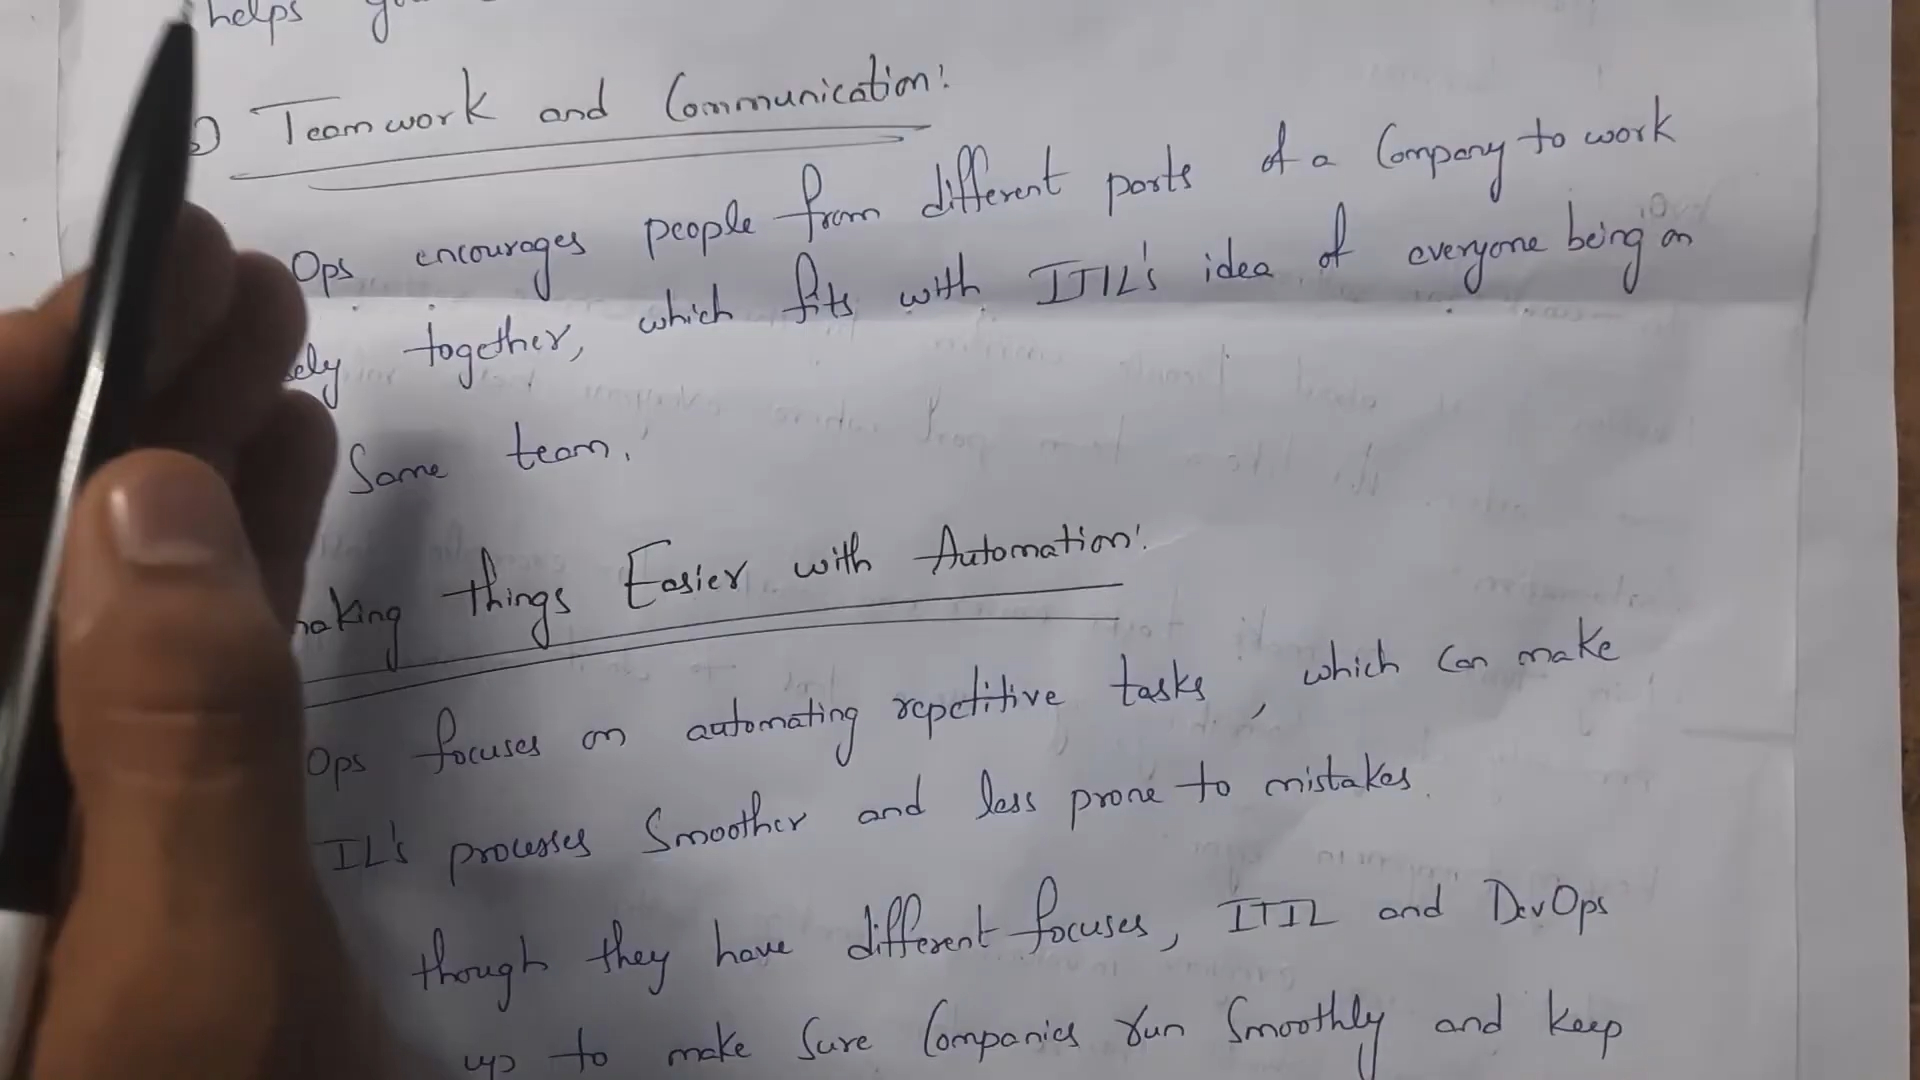 helps
Teamwork and Communication:
Ops encourages people from different parts of a Company to work
together, which fits with ITIL's idea of everyone being on
Same team.
things Easier with Automation:
Ops focuses on automating repetitive tasks, which can make
processes Smoother and less prone to mistakes.
though they have different focuses, ITIL and DevOps
up to make Sure Companies run Smoothly and keep